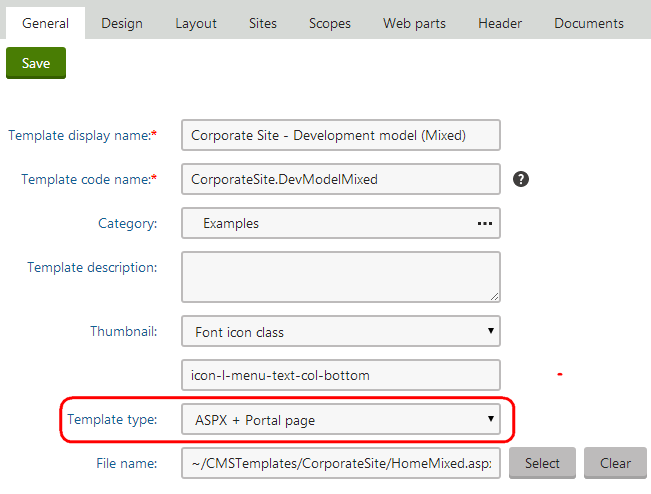 General Design Layout Sites Scopes Web parts Header Documents
Save
Template display name:* Corporate Site - Development model (Mixed)
Template code name:* CorporateSite.DevModelMixed ?
Category: Examples ...
Template description:
Thumbnail: Font icon class
icon-l-menu-text-col-bottom -
Template type: ASPX + Portal page
File name: ~/CMSTemplates/CorporateSite/HomeMixed.asp Select Clear